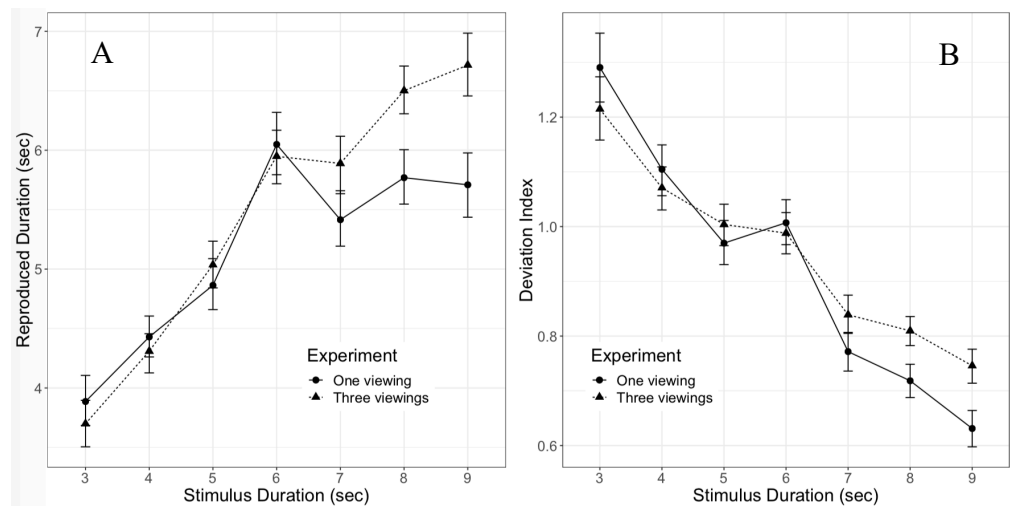 A
Reproduced Duration (sec)
7
6
5
4
Experiment
One viewing
Three viewings
3 4 5 6 7 8 9
Stimulus Duration (sec)
B
Deviation Index
1.2
1.0
0.8
0.6
Experiment
One viewing
Three viewings
3 4 5 6 7 8 9
Stimulus Duration (sec)